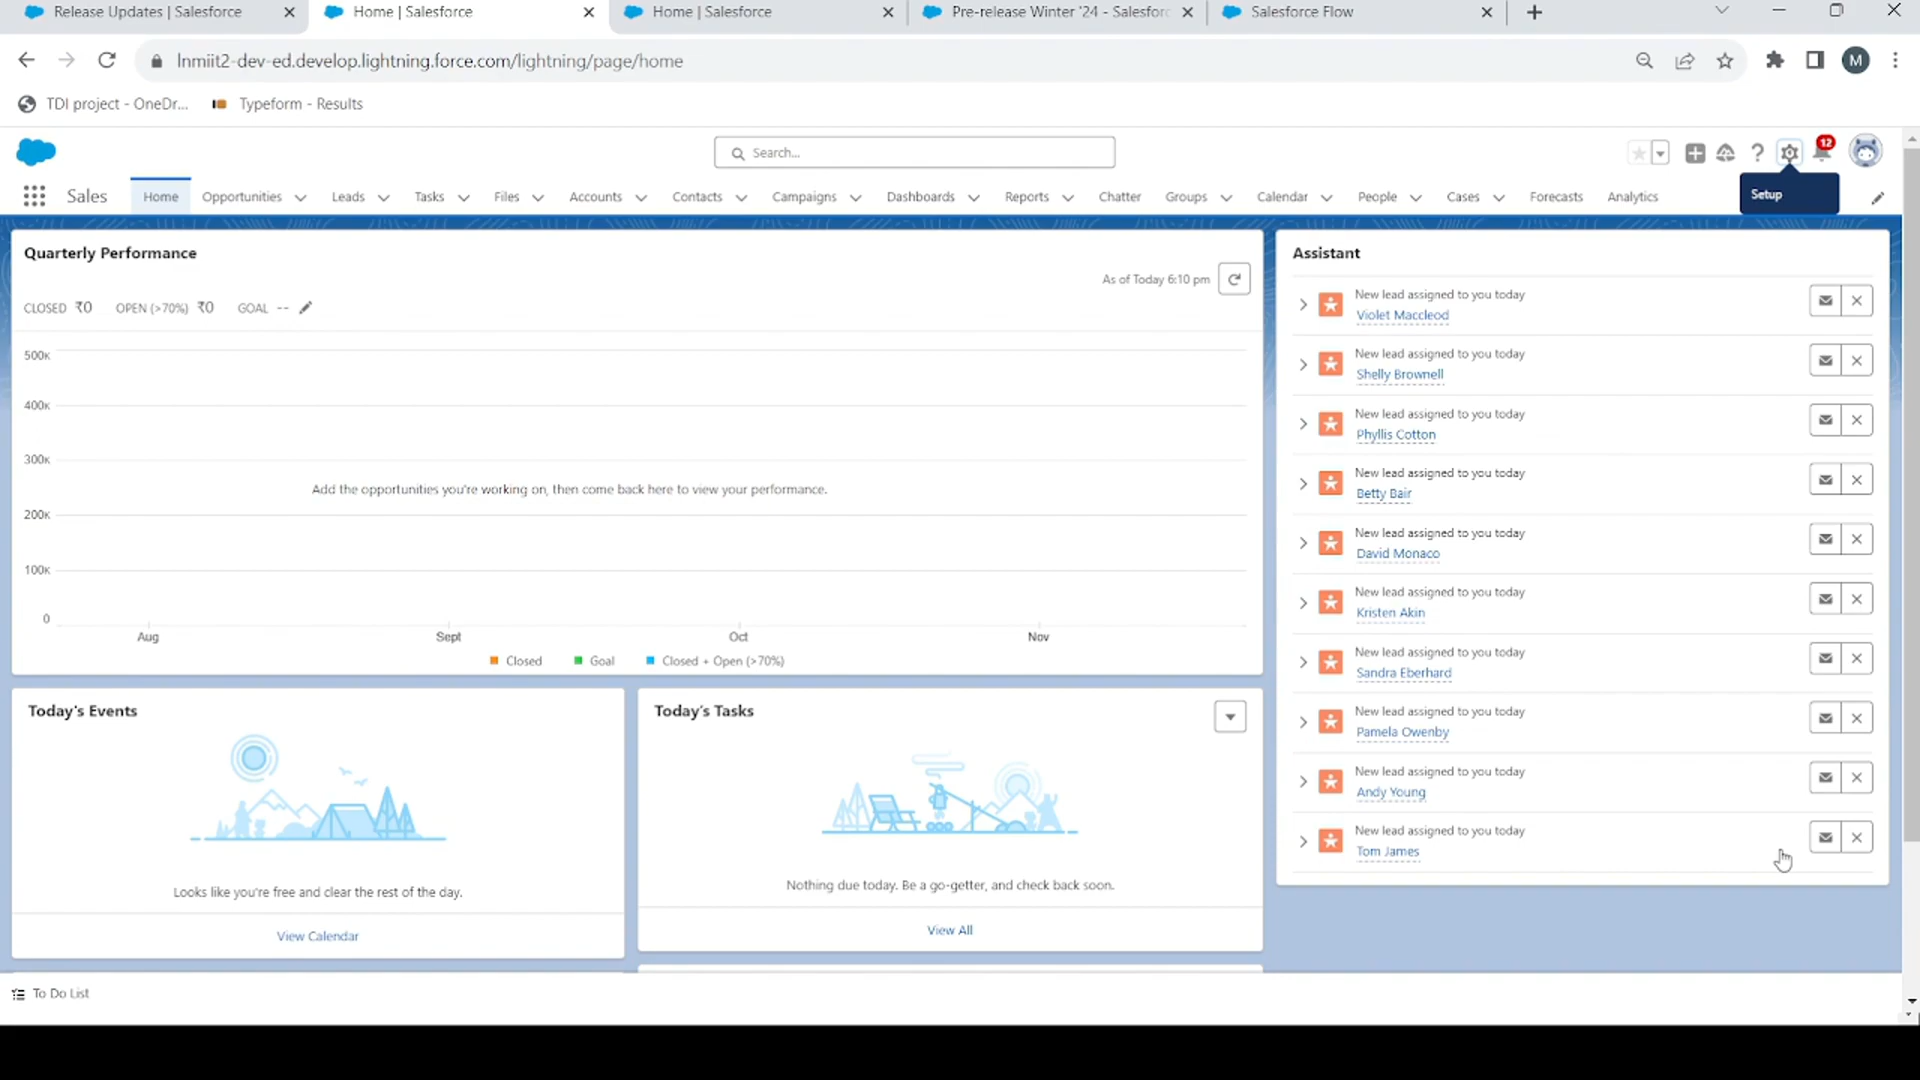 Release Updates | Salesforce
Home | Salesforce
Home | Salesforce
Pre-release Winter '24 - Salesforc
Salesforce Flow
lnmiit2-dev-ed.develop.lightning.force.com/lightning/page/home
M
TDI project - OneDr...
Typeform - Results
Search...
12
Setup
Sales
Home
Opportunities
Leads
Tasks
Files
Accounts
Contacts
Campaigns
Dashboards
Reports
Chatter
Groups
Calendar
People
Cases
Forecasts
Analytics
Quarterly Performance
As of Today 6:10 pm
CLOSED ₹0 OPEN (>70%) ₹0 GOAL --
500K
400K
300K
Add the opportunities you're working on, then come back here to view your performance.
200K
100K
0
Aug
Sept
Oct
Nov
Closed
Goal
Closed + Open (>70%)
Today's Events
Looks like you're free and clear the rest of the day.
View Calendar
Today's Tasks
Nothing due today. Be a go-getter, and check back soon.
View All
Assistant
New lead assigned to you today
Violet Maccleod
New lead assigned to you today
Shelly Brownell
New lead assigned to you today
Phyllis Cotton
New lead assigned to you today
Betty Bair
New lead assigned to you today
David Monaco
New lead assigned to you today
Kristen Akin
New lead assigned to you today
Sandra Eberhard
New lead assigned to you today
Pamela Owenby
New lead assigned to you today
Andy Young
New lead assigned to you today
Tom James
To Do List